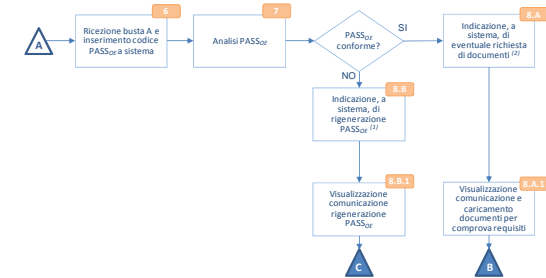 6
7
8.A
A
Ricezione busta A e
inserimento codice
PASSOE a sistema
Analisi PASSOE
PASSOE
conforme?
SI
Indicazione, a
sistema, di
eventuale richiesta
di documenti (2)
NO
8.B
Indicazione, a
sistema, di
rigenerazione
PASSOE (1)
8.B.1
8.A.1
Visualizzazione
comunicazione
rigenerazione
PASSOE
Visualizzazione
comunicazione e
caricamento
documenti per
comprova requisiti
C
B